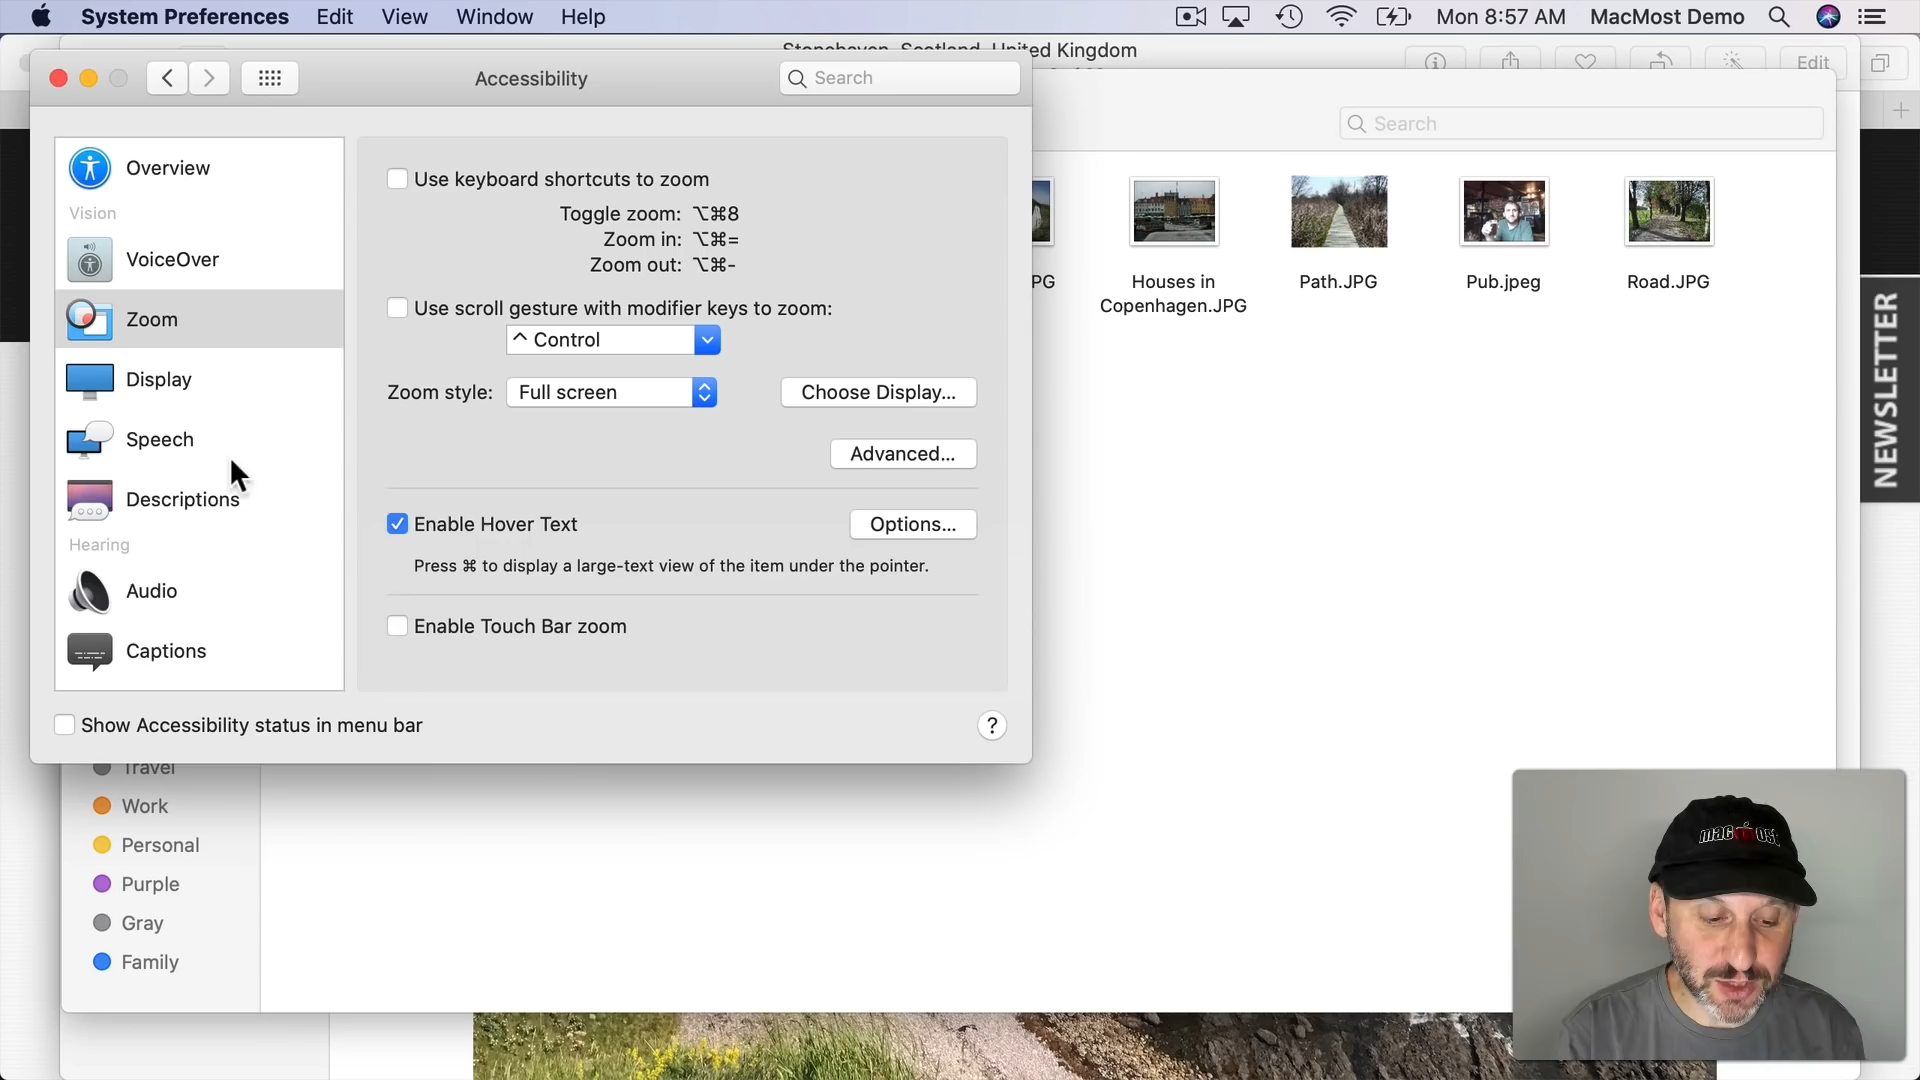 System Preferences Edit View Window Help
Mon 8:57 AM MacMost Demo
Stonehaven, Scotland, United Kingdom
Edit
Accessibility
Search
Search
Overview
Vision
VoiceOver
Zoom
Display
Speech
Descriptions
Hearing
Audio
Captions
Use keyboard shortcuts to zoom
Toggle zoom: ⌥⌘8
Zoom in: ⌥⌘=
Zoom out: ⌥⌘-
Use scroll gesture with modifier keys to zoom:
^ Control
Zoom style: Full screen Choose Display...
Advanced...
Enable Hover Text Options...
Press ⌘ to display a large-text view of the item under the pointer.
Enable Touch Bar zoom
Show Accessibility status in menu bar
?
PG
Houses in
Copenhagen.JPG
Path.JPG
Pub.jpeg
Road.JPG
NEWSLETTER
Travel
Work
Personal
Purple
Gray
Family
macmost